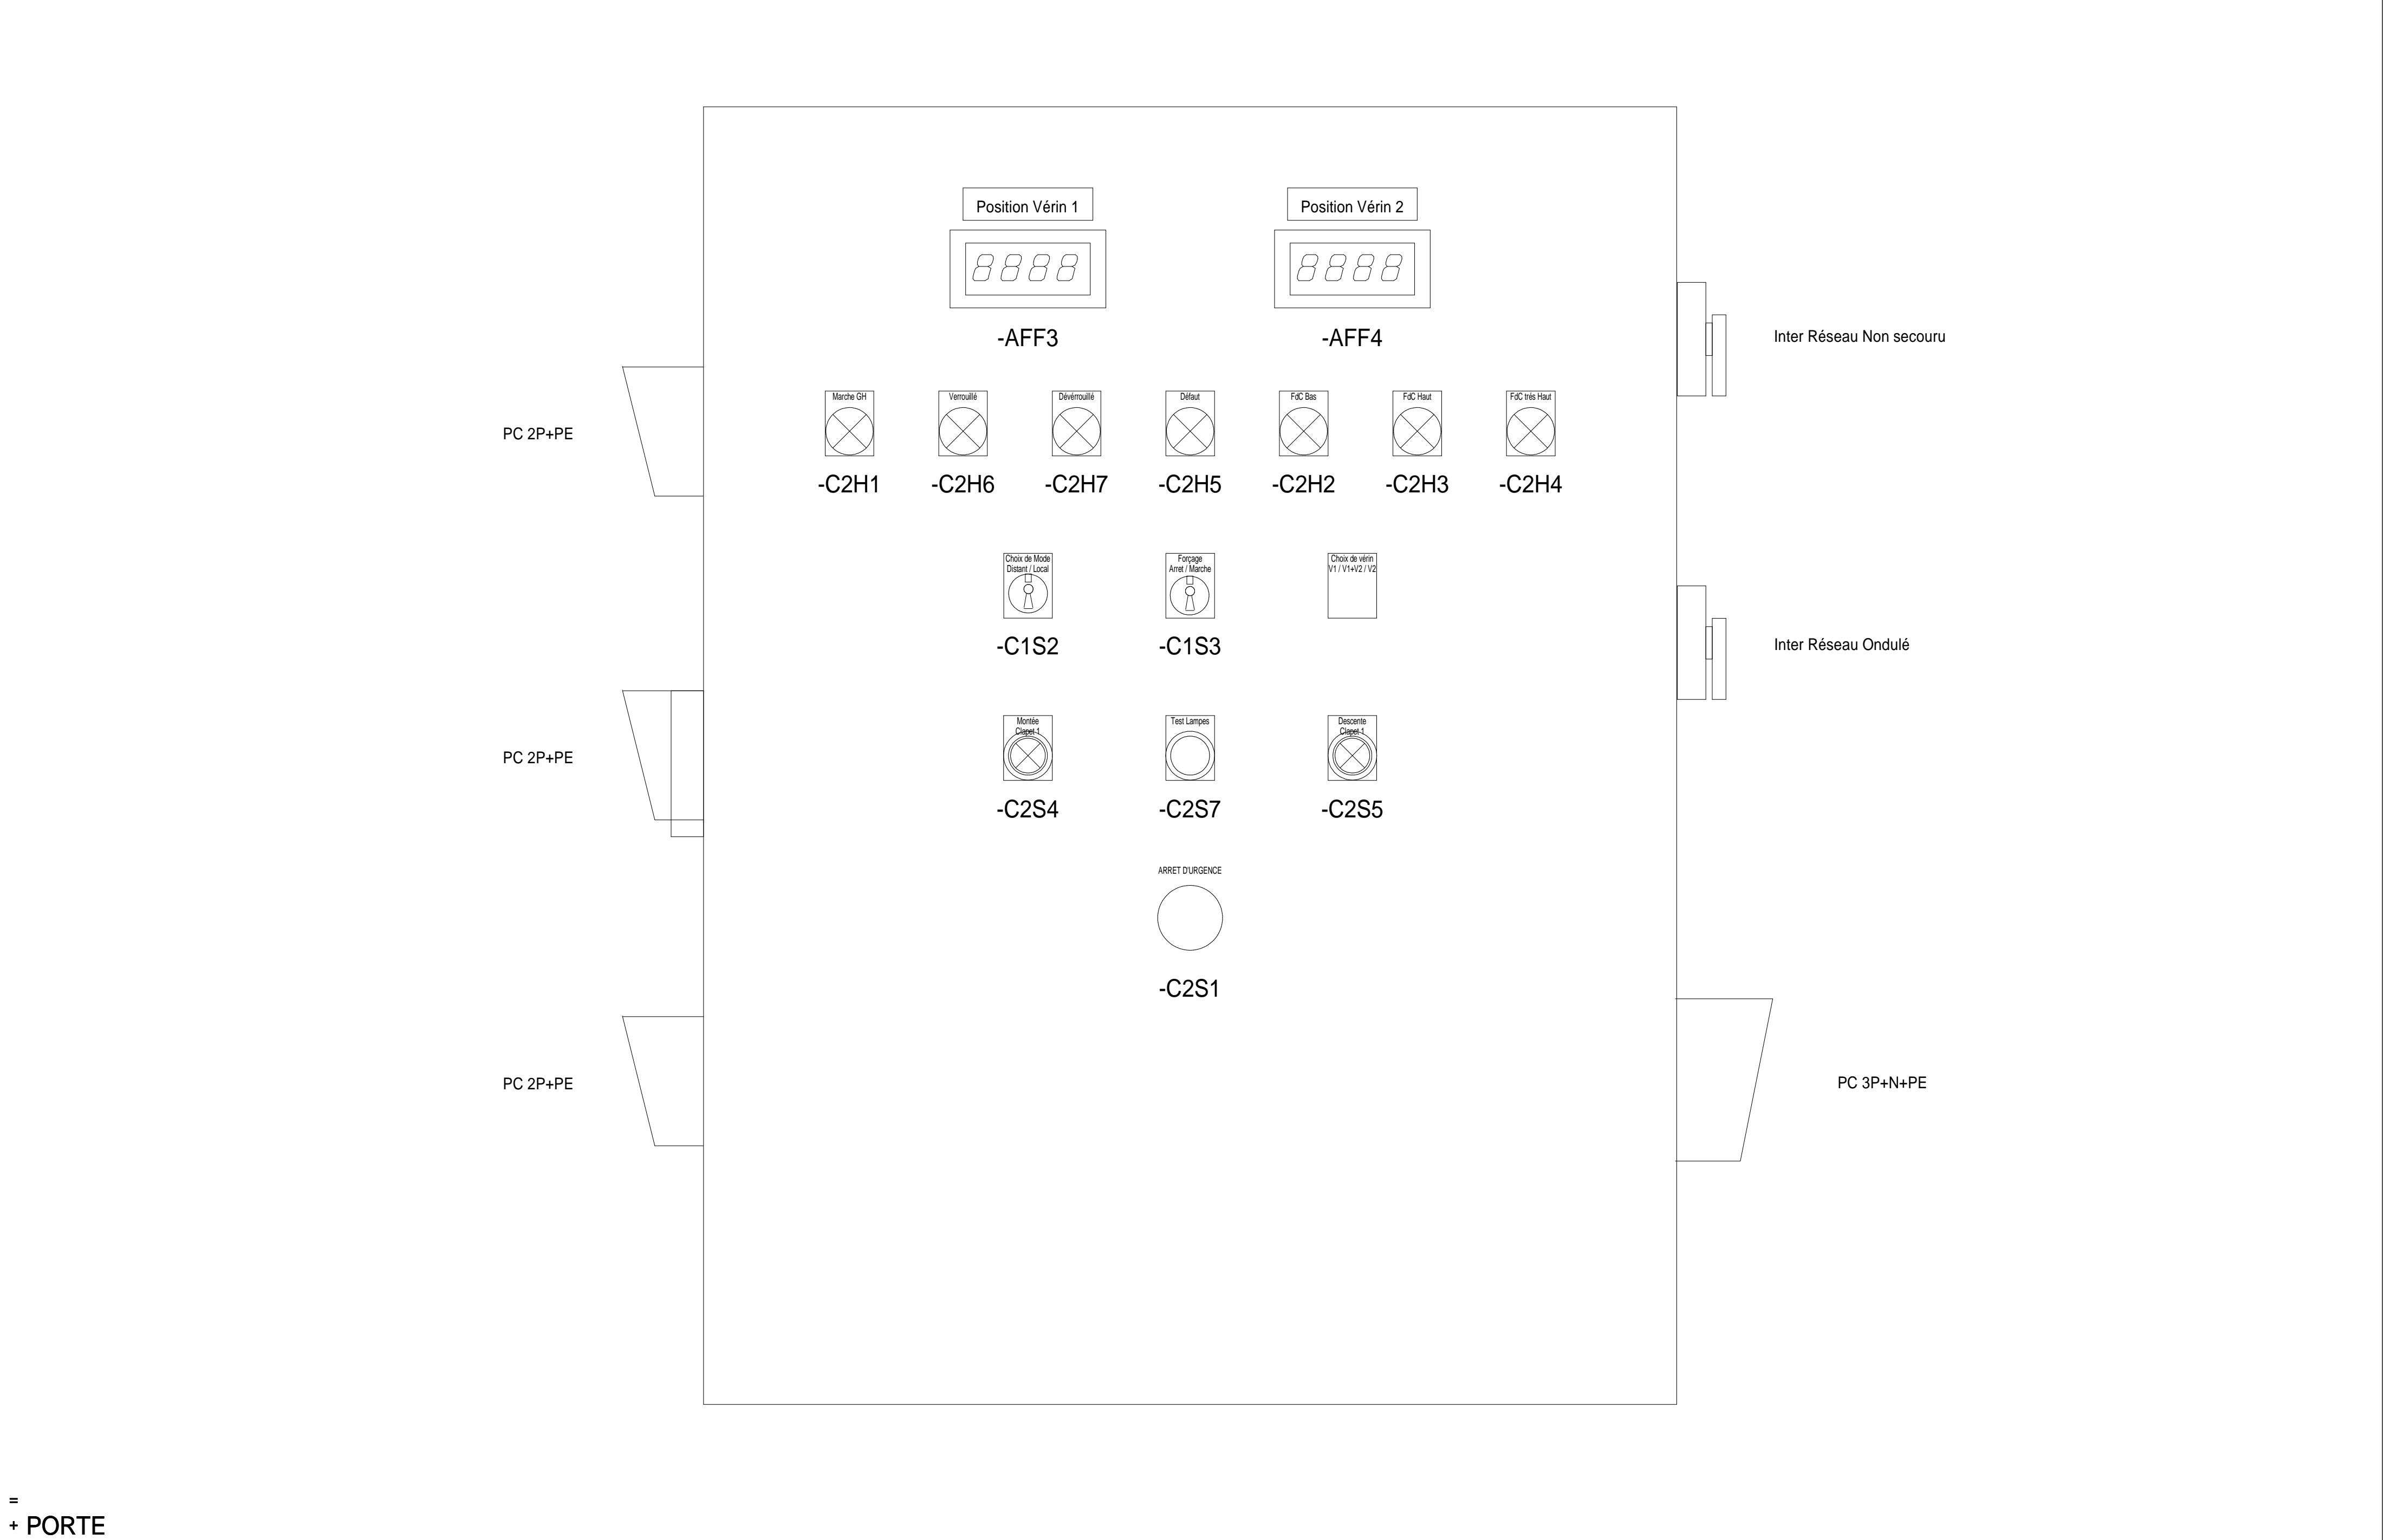 Position Vérin 1
Position Vérin 2
8888
8888
-AFF3
-AFF4
Inter Réseau Non secouru
PC 2P+PE
Marche GH
Verrouillé
Dévérrouillé
Défaut
FdC Bas
FdC Haut
FdC trés Haut
-C2H1
-C2H6
-C2H7
-C2H5
-C2H2
-C2H3
-C2H4
Choix de Mode
Distant / Local
Forçage
Arret / Marche
Choix de vérin
V1 / V1+V2 / V2
-C1S2
-C1S3
Inter Réseau Ondulé
PC 2P+PE
Montée
Clapet 1
Test Lampes
Descente
Clapet 1
-C2S4
-C2S7
-C2S5
ARRET D'URGENCE
-C2S1
PC 2P+PE
PC 3P+N+PE
=
+ PORTE